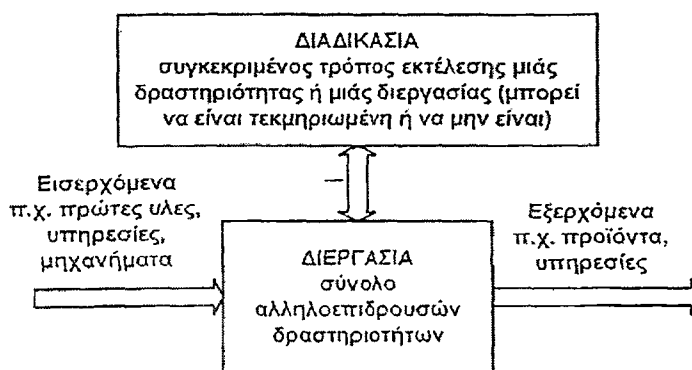 ΔΙΑΔΙΚΑΣΙΑ
συγκεκριμένος τρόπος εκτέλεσης μιάς
δραστηριότητας ή μιάς διεργασίας (μπορεί
να είναι τεκμηριωμένη ή να μην είναι)
Εισερχόμενα
π.χ. πρώτες υλες,
υπηρεσίες,
μηχανήματα
ΔΙΕΡΓΑΣΙΑ
σύνολο
αλληλοεπιδρουσών
δραστηριοτήτων
Εξερχόμενα
π.χ. προϊόντα,
υπηρεσίες